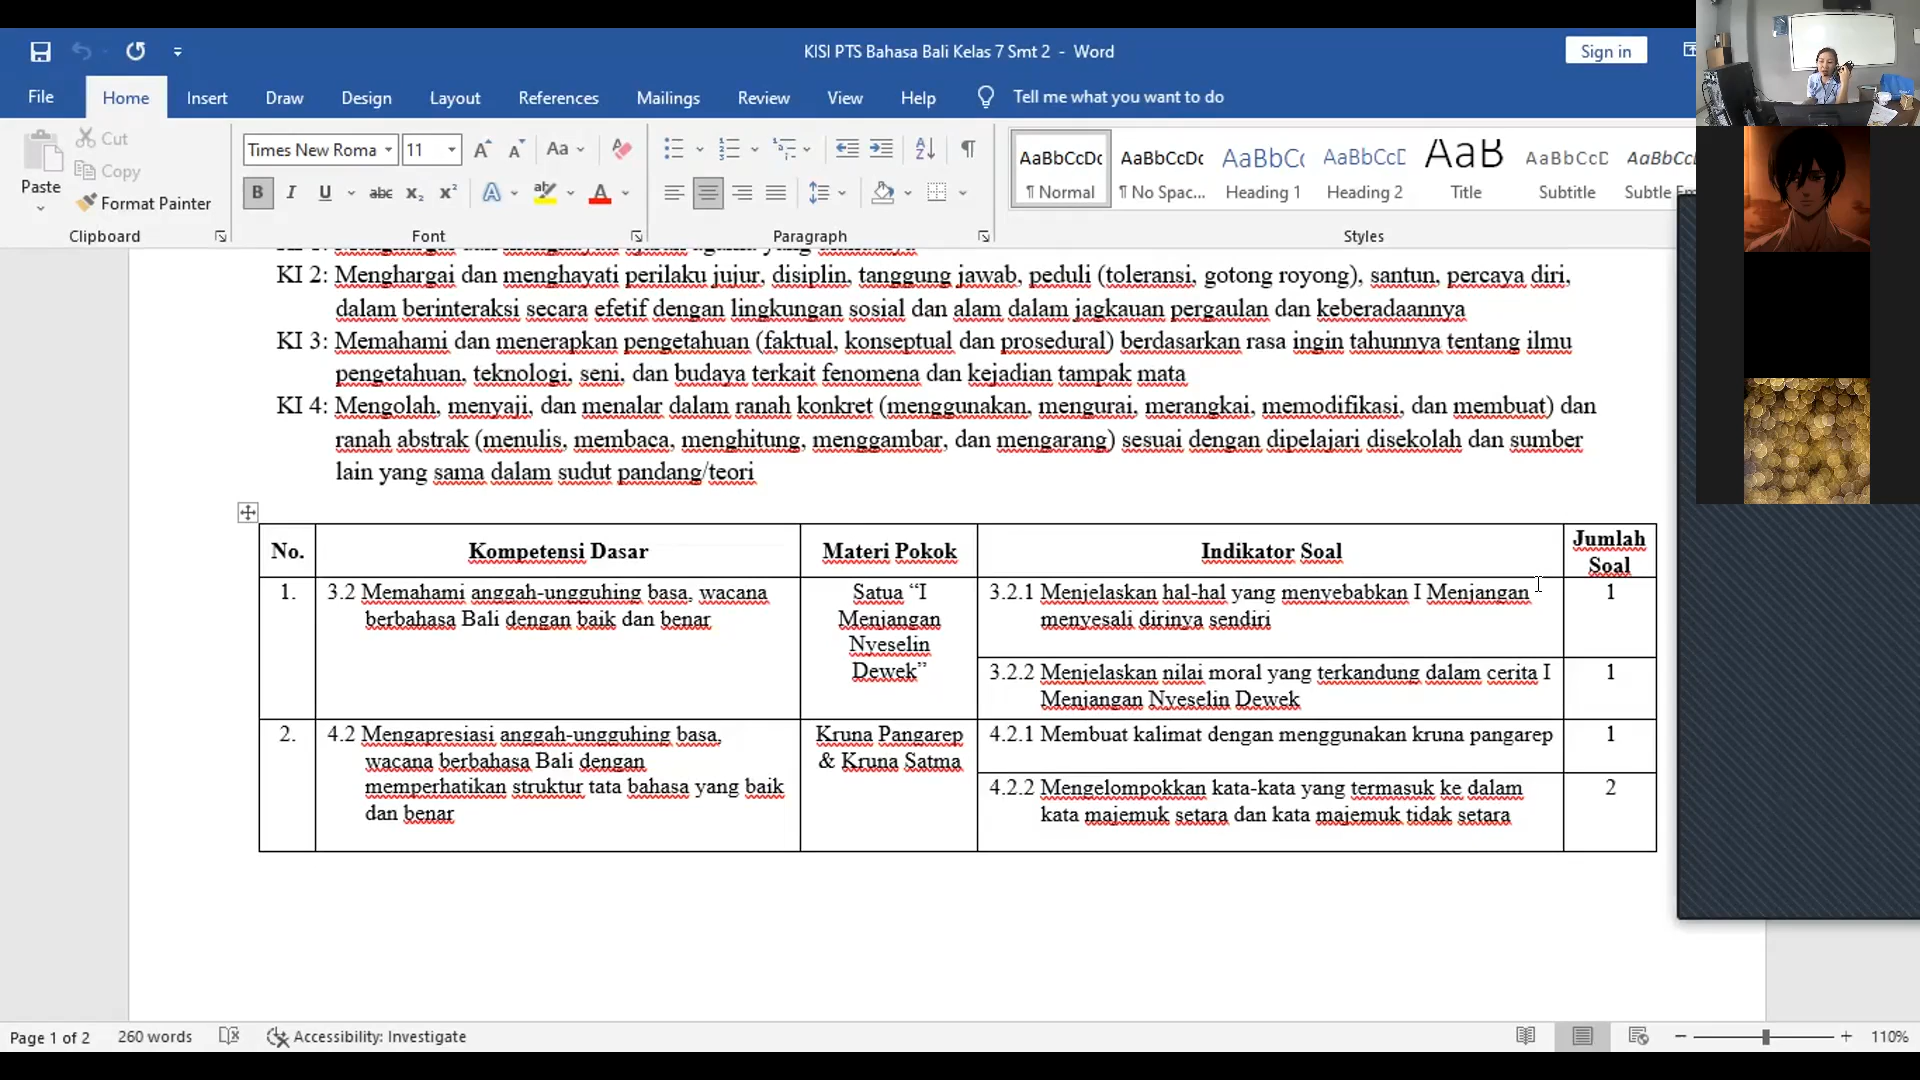 KISI PTS Bahasa Bali Kelas 7 Smt 2 - Word
Sign in
File Home Insert Draw Design Layout References Mailings Review View Help Tell me what you want to do
Paste
Cut
Copy
Format Painter
Clipboard
Times New Roma 11
Font
Paragraph
AaBbCcDc AaBbCcDc AaBbCc AaBbCcD AaB AaBbCcD AaBbCcD
¶ Normal ¶ No Spac... Heading 1 Heading 2 Title Subtitle Subtle Em
Styles
KI 2: Menghargai dan menghayati perilaku jujur, disiplin, tanggung jawab, peduli (toleransi, gotong royong), santun, percaya diri,
dalam berinteraksi secara efetif dengan lingkungan sosial dan alam dalam jagkauan pergaulan dan keberadaannya
KI 3: Memahami dan menerapkan pengetahuan (faktual, konseptual dan prosedural) berdasarkan rasa ingin tahunnya tentang ilmu
pengetahuan, teknologi, seni, dan budaya terkait fenomena dan kejadian tampak mata
KI 4: Mengolah, menyaji, dan menalar dalam ranah konkret (menggunakan, mengurai, merangkai, memodifikasi, dan membuat) dan
ranah abstrak (menulis, membaca, menghitung, menggambar, dan mengarang) sesuai dengan dipelajari disekolah dan sumber
lain yang sama dalam sudut pandang/teori
No. Kompetensi Dasar Materi Pokok Indikator Soal Jumlah
Soal
1. 3.2 Memahami anggah-ungguhing basa, wacana
berbahasa Bali dengan baik dan benar
Satua “I
Menjangan
Nyeselin
Dewek”
3.2.1 Menjelaskan hal-hal yang menyebabkan I Menjangan
menyesali dirinya sendiri
1
3.2.2 Menjelaskan nilai moral yang terkandung dalam cerita I
Menjangan Nyeselin Dewek
1
2. 4.2 Mengapresiasi anggah-ungguhing basa,
wacana berbahasa Bali dengan
memperhatikan struktur tata bahasa yang baik
dan benar
Kruna Pangarep
& Kruna Satma
4.2.1 Membuat kalimat dengan menggunakan kruna pangarep
1
4.2.2 Mengelompokkan kata-kata yang termasuk ke dalam
kata majemuk setara dan kata majemuk tidak setara
2
Page 1 of 2 260 words Accessibility: Investigate 110%